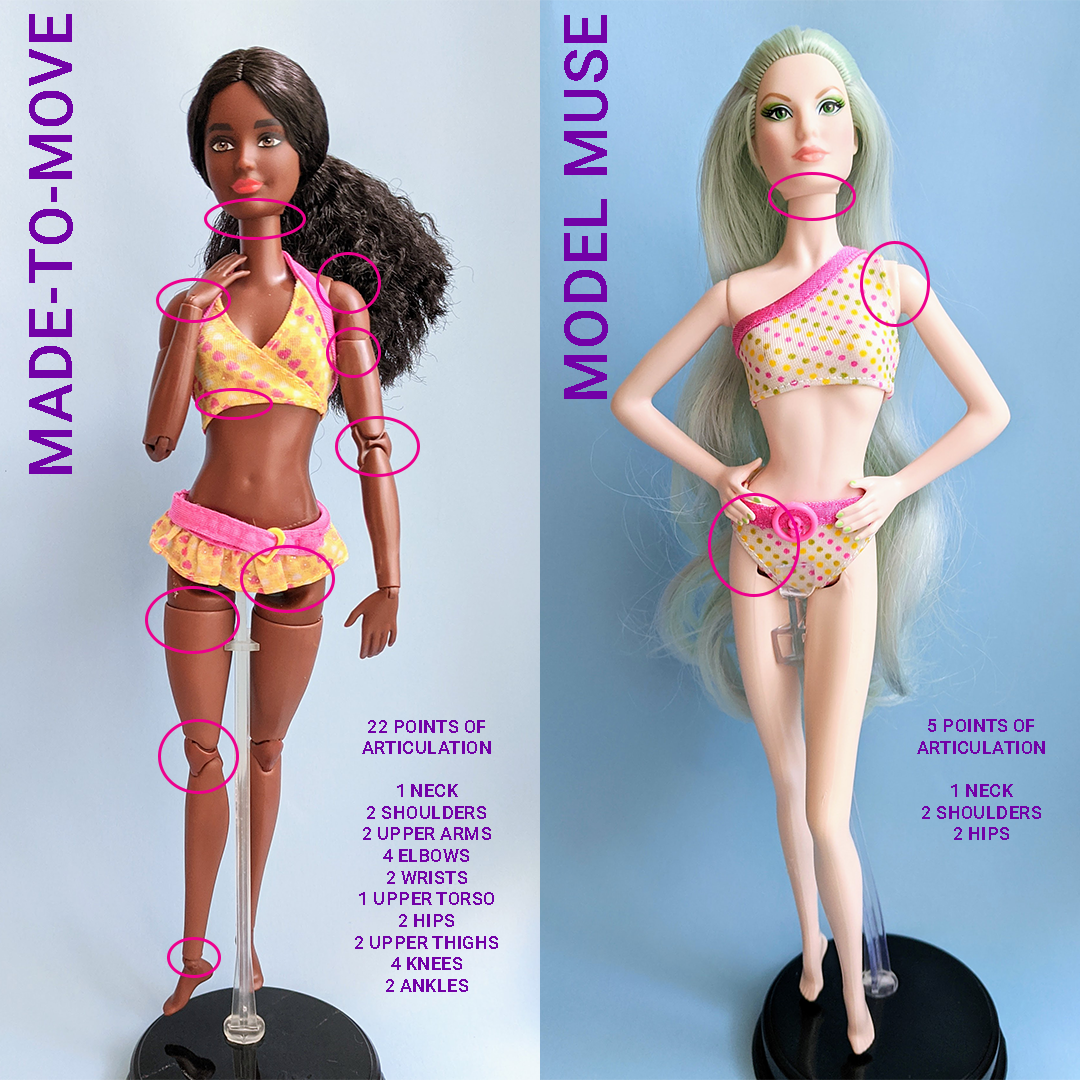 MADE-TO-MOVE
22 POINTS OF
ARTICULATION
1 NECK
2 SHOULDERS
2 UPPER ARMS
4 ELBOWS
2 WRISTS
1 UPPER TORSO
2 HIPS
2 UPPER THIGHS
4 KNEES
2 ANKLES
MODEL MUSE
5 POINTS OF
ARTICULATION
1 NECK
2 SHOULDERS
2 HIPS